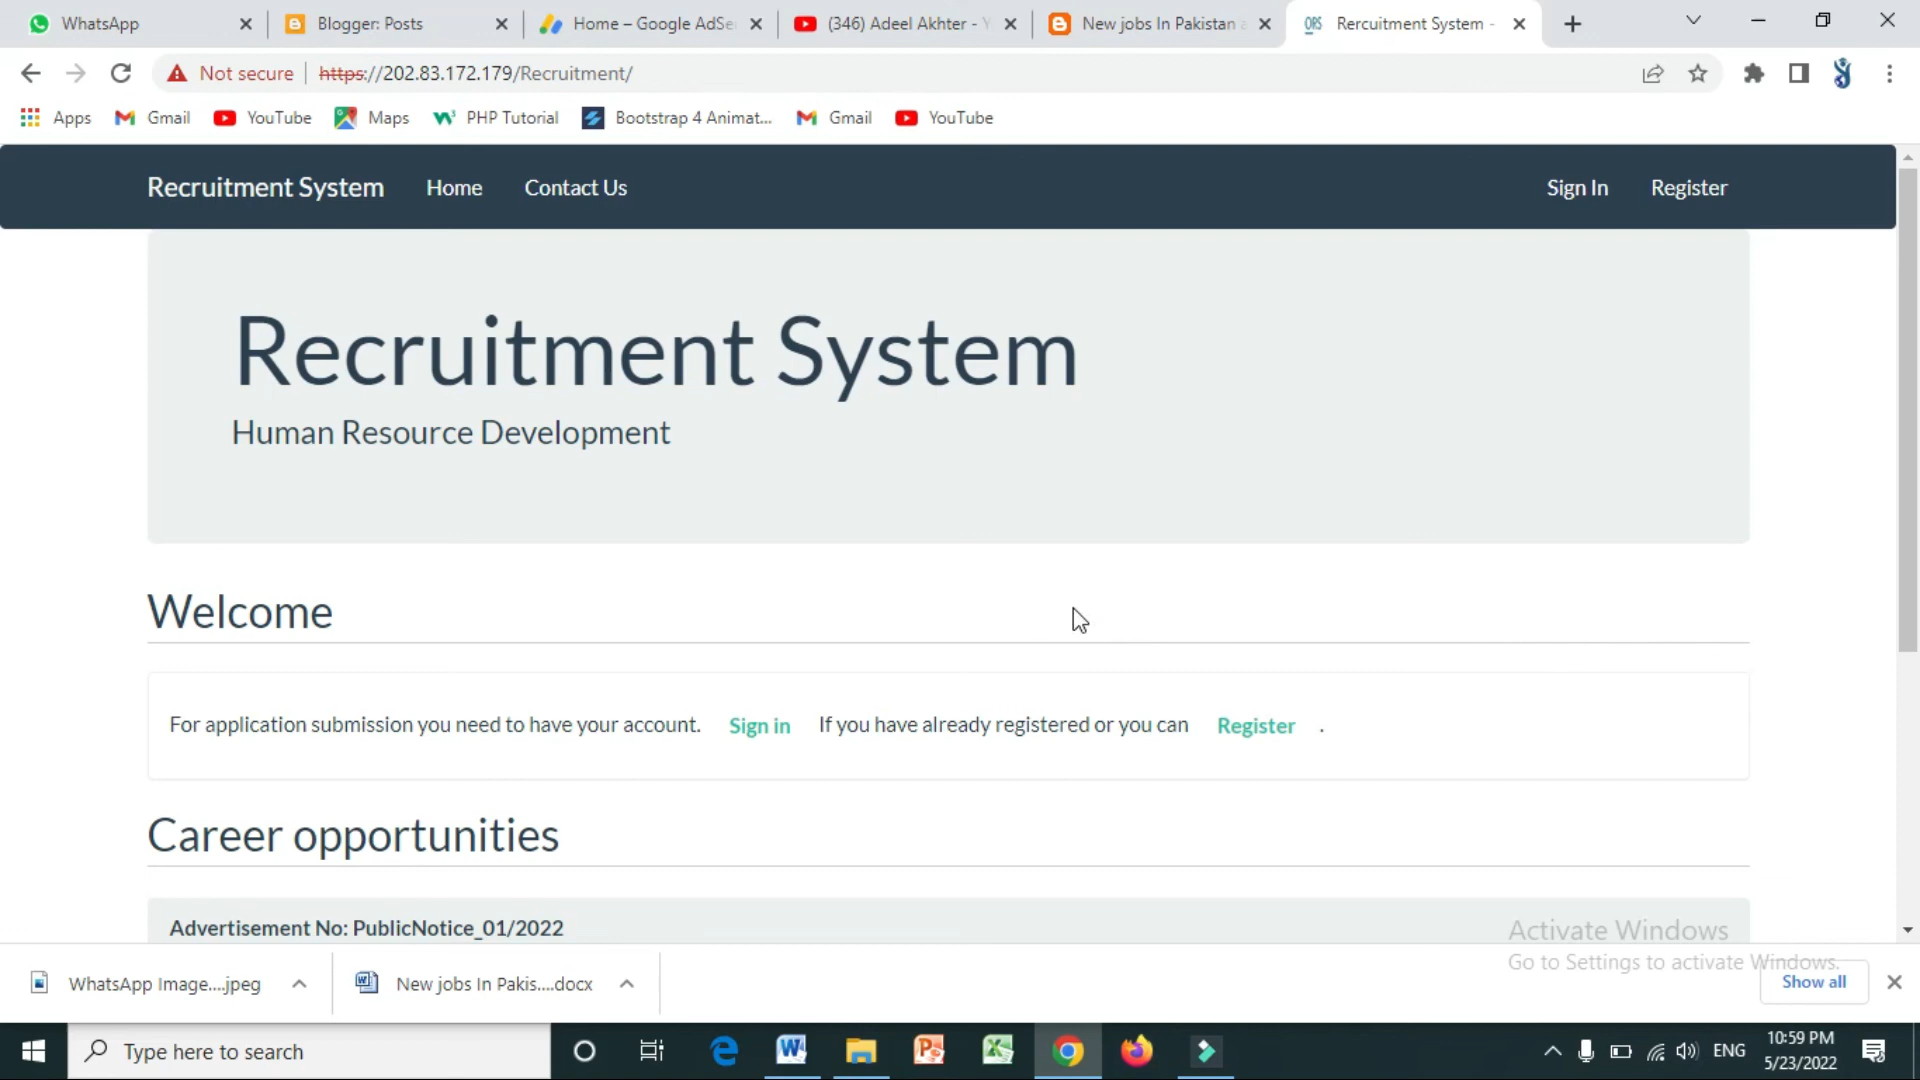 WhatsApp
Blogger: Posts
Home – Google AdSe
(346) Adeel Akhter -
New jobs In Pakistan a
Rercuitment System -
Not secure
https://202.83.172.179/Recruitment/
Apps
Gmail
YouTube
Maps
PHP Tutorial
Bootstrap 4 Animat...
Gmail
YouTube
Recruitment System
Home
Contact Us
Sign In
Register
Recruitment System
Human Resource Development
Welcome
For application submission you need to have your account. Sign in If you have already registered or you can Register .
Career opportunities
Advertisement No: PublicNotice_01/2022
Activate Windows
Go to Settings to activate Windows.
WhatsApp Image....jpeg
New jobs In Pakis....docx
Show all
Type here to search
ENG
10:59 PM
5/23/2022